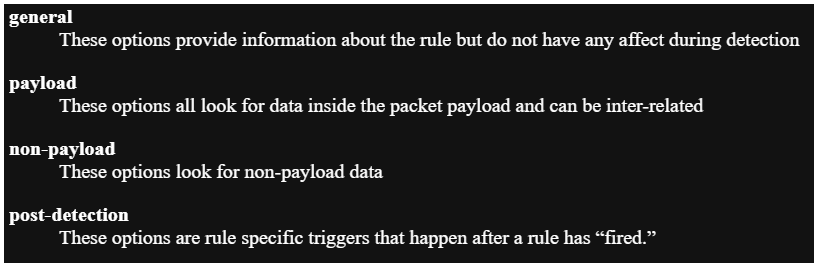 general
These options provide information about the rule but do not have any affect during detection
payload
These options all look for data inside the packet payload and can be inter-related
non-payload
These options look for non-payload data
post-detection
These options are rule specific triggers that happen after a rule has “fired.”